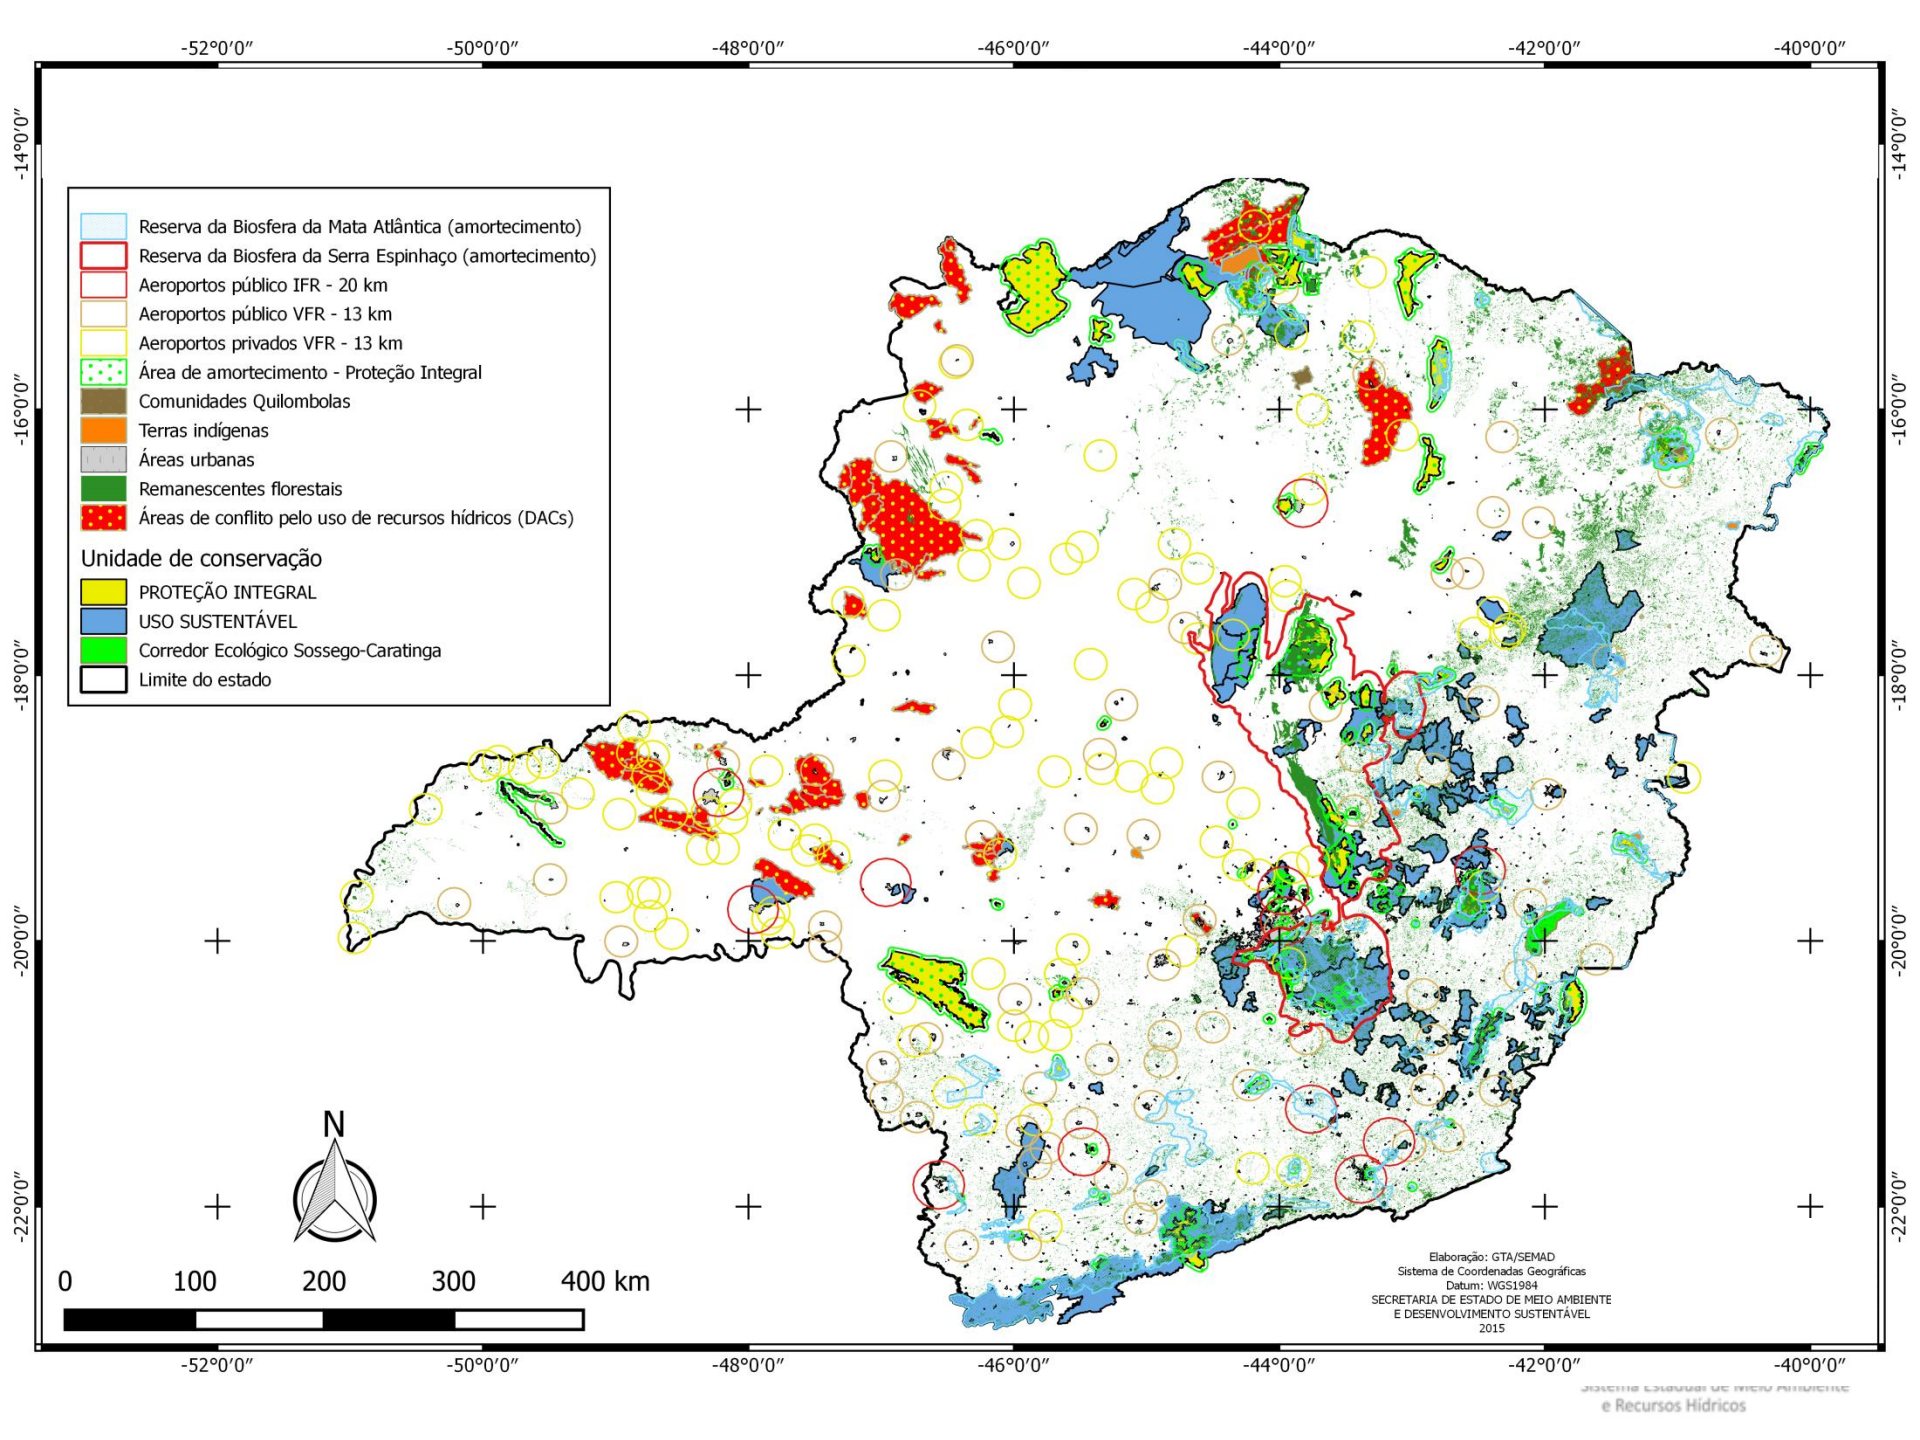 -52°0′0″ -50°0′0″ -48°0′0″ -46°0′0″ -44°0′0″ -42°0′0″ -40°0′0″
-14°0′0″ -14°0′0″
Reserva da Biosfera da Mata Atlântica (amortecimento)
Reserva da Biosfera da Serra Espinhaço (amortecimento)
Aeroportos público IFR - 20 km
Aeroportos público VFR - 13 km
Aeroportos privados VFR - 13 km
Área de amortecimento - Proteção Integral
Comunidades Quilombolas
Terras indígenas
Áreas urbanas
Remanescentes florestais
Áreas de conflito pelo uso de recursos hídricos (DACs)
Unidade de conservação
PROTEÇÃO INTEGRAL
USO SUSTENTÁVEL
Corredor Ecológico Sossego-Caratinga
Limite do estado
-16°0′0″ -16°0′0″
-18°0′0″ -18°0′0″
-20°0′0″ -20°0′0″
-22°0′0″ -22°0′0″
N
0 100 200 300 400 km
Elaboração: GTA/SEMAD
Sistema de Coordenadas Geográficas
Datum: WGS1984
SECRETARIA DE ESTADO DE MEIO AMBIENTE
E DESENVOLVIMENTO SUSTENTÁVEL
2015
-52°0′0″ -50°0′0″ -48°0′0″ -46°0′0″ -44°0′0″ -42°0′0″ -40°0′0″
Sistema Estadual de Meio Ambiente
e Recursos Hídricos